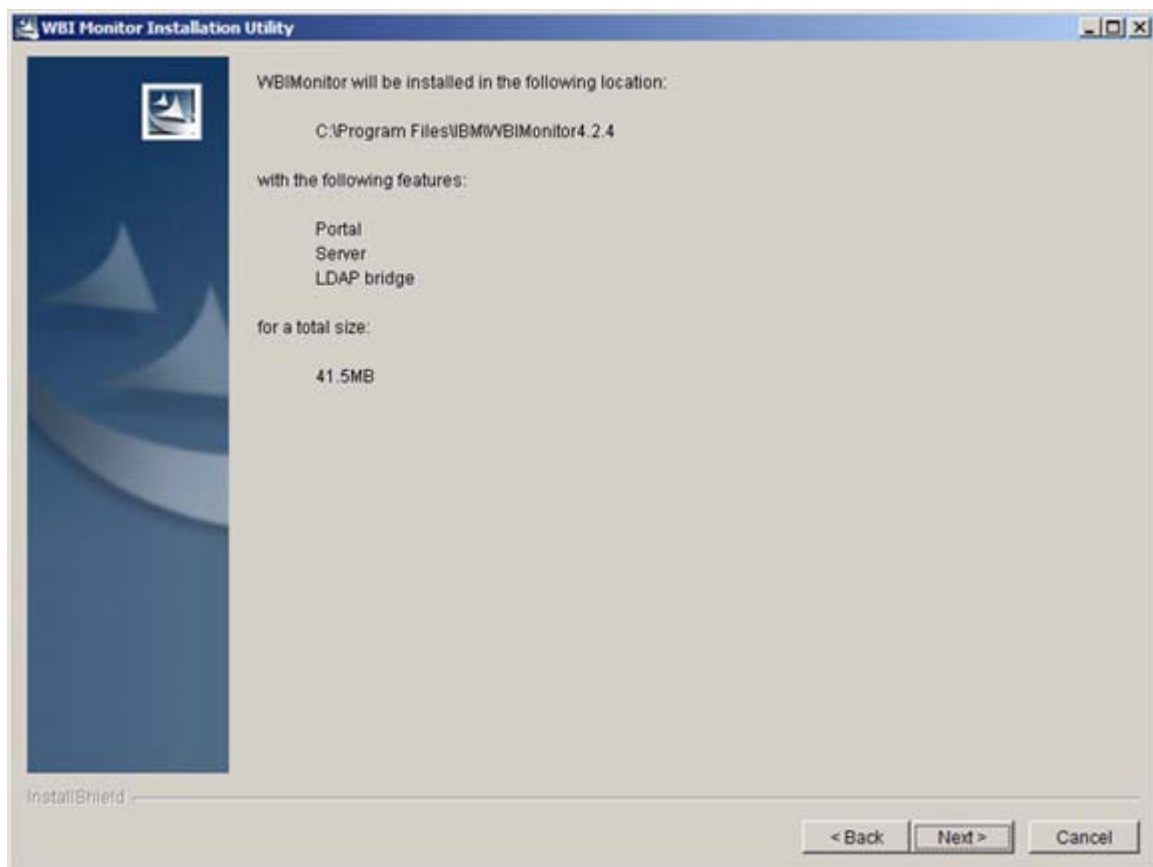 WBI Monitor Installation Utility
WBIMonitor will be installed in the following location:
C:\Program Files\IBM\WBIMonitor4.2.4
with the following features:
Portal
Server
LDAP bridge
for a total size:
41.5MB
InstallShield
< Back Next > Cancel